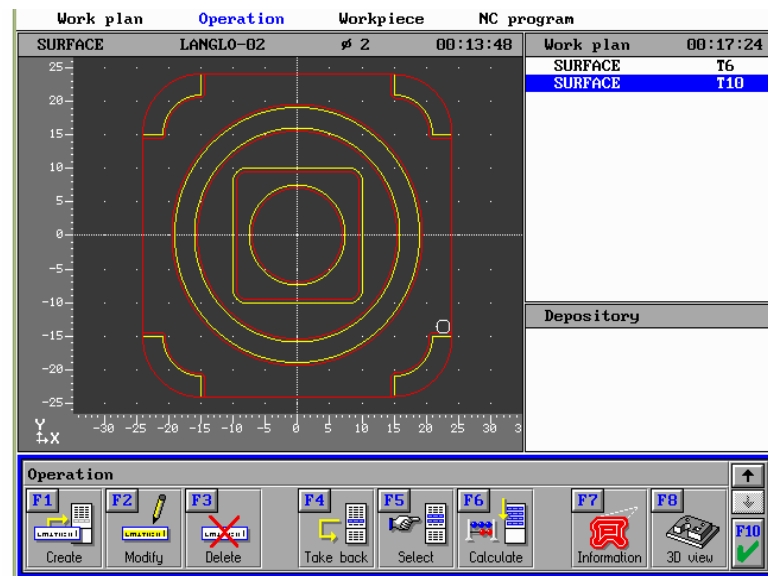 Work plan Operation Workpiece NC program
SURFACE LANGLO-02 ø 2 00:13:48 Work plan 00:17:24
SURFACE T6
SURFACE T10
25
20
15
10
5
0
-5
-10
-15
-20
-25
-30 -25 -20 -15 -10 -5 0 5 10 15 20 25 30 3
Y
X
Depository
Operation
F1 F2 F3 F4 F5 F6 F7 F8
F10
Create Modify Delete Take back Select Calculate Information 3D view